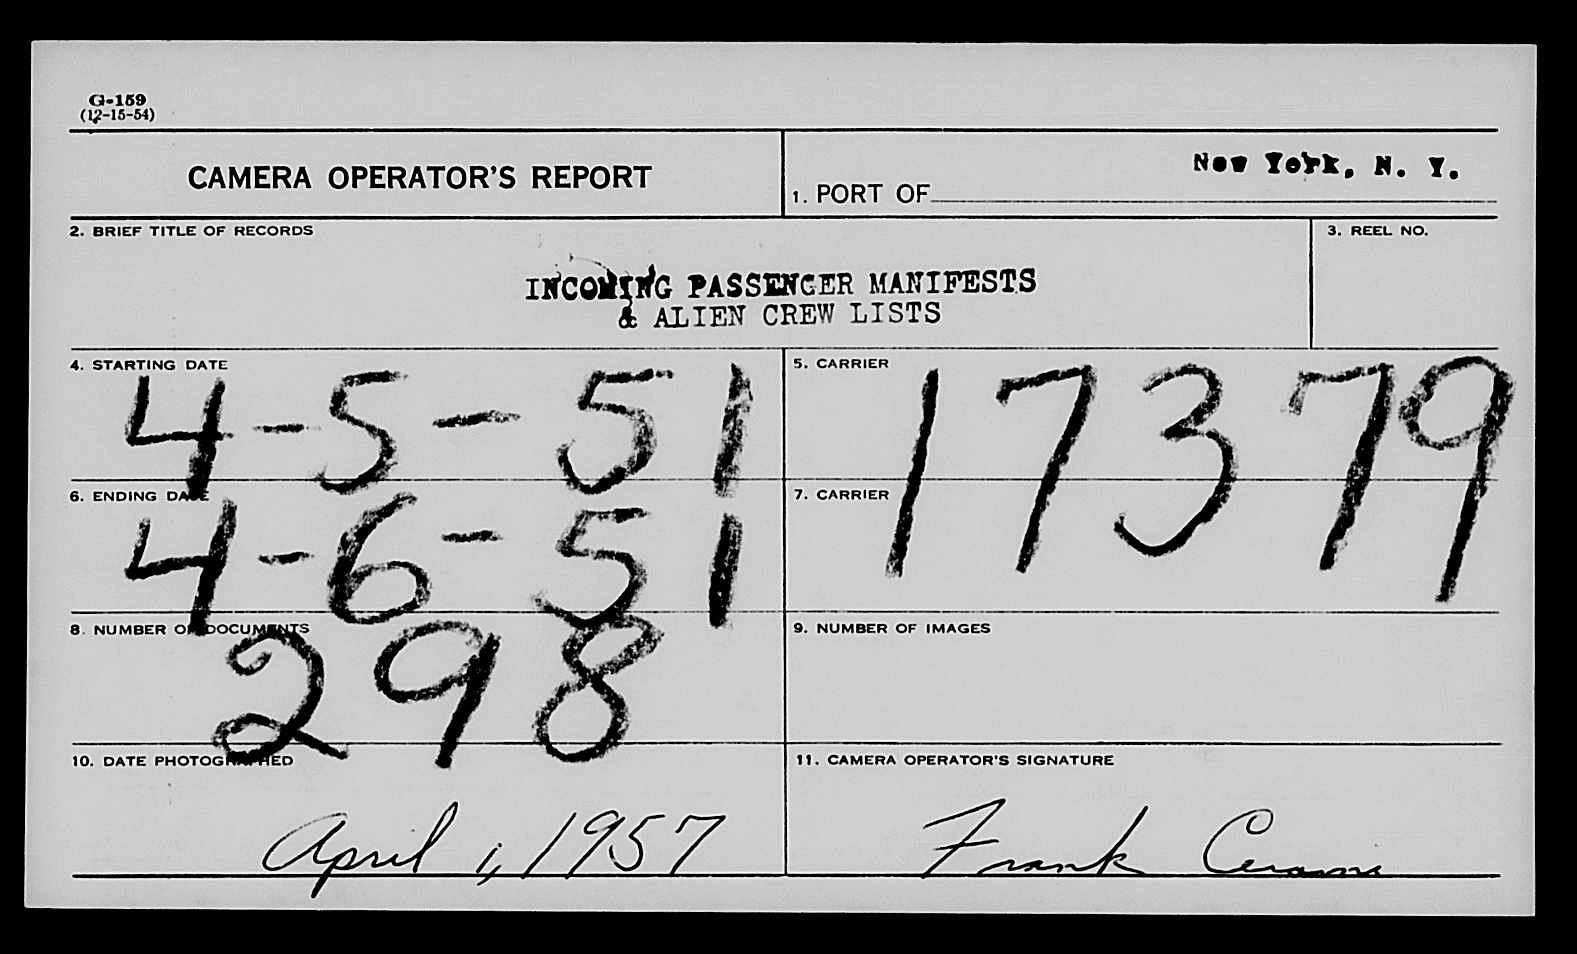 G-159
(12-15-54)
CAMERA OPERATOR'S REPORT
1. PORT OF New York, N. Y.
2. BRIEF TITLE OF RECORDS
3. REEL NO.
INCOMING PASSENGER MANIFESTS
& ALIEN CREW LISTS
4. STARTING DATE
4-5-51
5. CARRIER
17379
6. ENDING DATE
4-6-51
7. CARRIER
8. NUMBER OF DOCUMENTS
298
9. NUMBER OF IMAGES
10. DATE PHOTOGRAPHED
April 1, 1957
11. CAMERA OPERATOR'S SIGNATURE
Frank